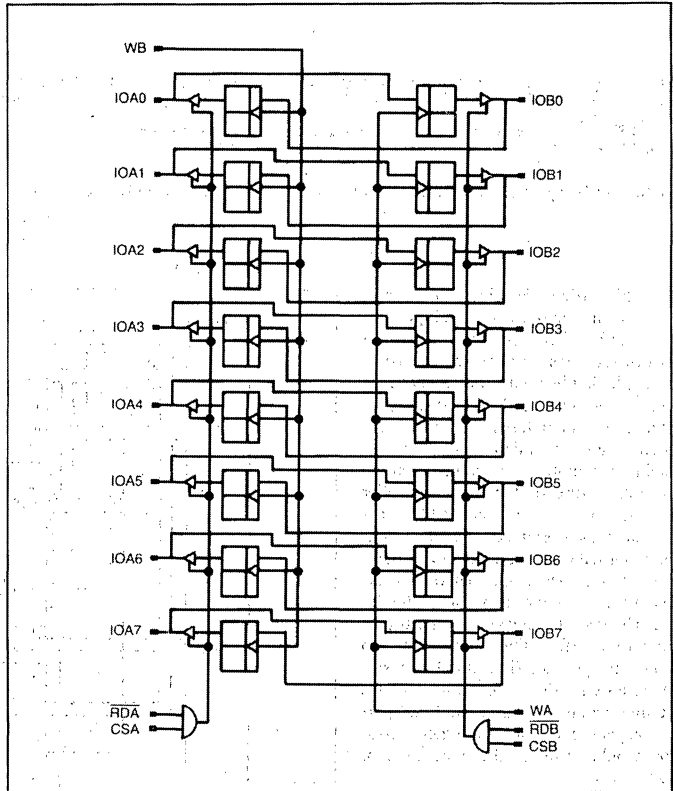 WB
IOA0 IOB0
IOA1 IOB1
IOA2 IOB2
IOA3 IOB3
IOA4 IOB4
IOA5 IOB5
IOA6 IOB6
IOA7 IOB7
RDA WA
CSA RDB
CSB